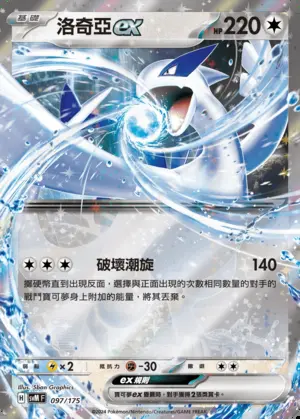 基礎 洛奇亞ex HP 220
破壞潮旋 140
擲硬幣直到出現反面,選擇與正面出現的次數相同數量的對手的
戰鬥寶可夢身上附加的能量,將其丟棄。
弱點 ×2 抵抗力 -30 撤退
ex規則
寶可夢ex昏厥時,對手獲得2張獎賞卡。
Illus. 5ban Graphics
H 097/175
©2024 Pokémon/Nintendo/Creatures/GAME FREAK